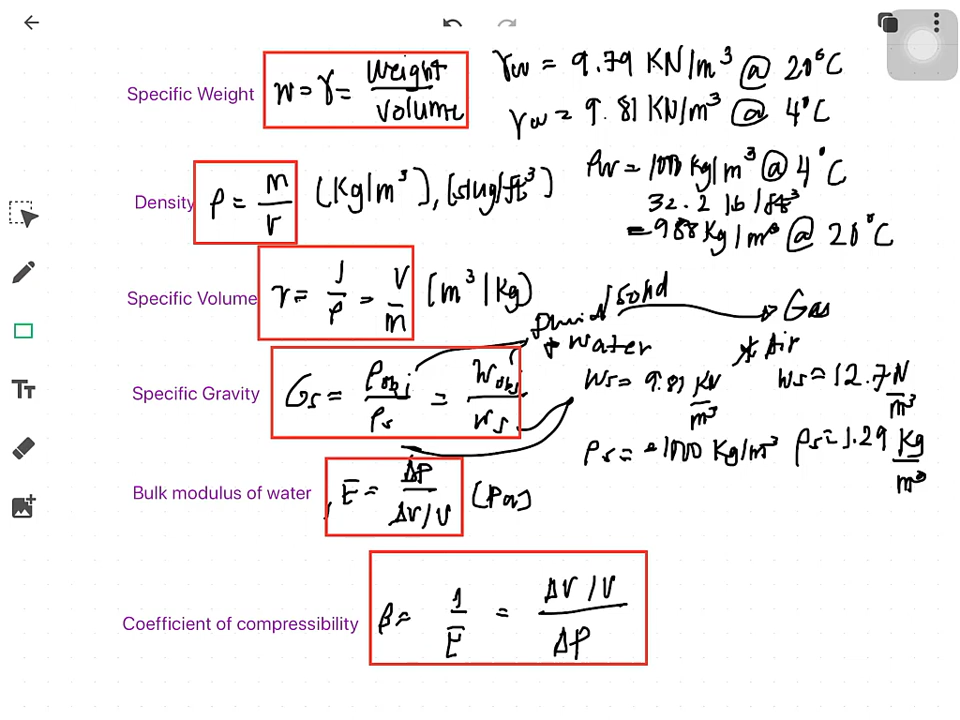 Specific Weight w = γ = Weight / Volume
γw = 9.79 KN/m³ @ 20°C
γw = 9.81 KN/m³ @ 4°C
Density ρ = m / v (Kg/m³), [slug/ft³)
ρw = 1000 kg/m³ @ 4°C
32.2 lb/ft³
= 988 Kg/m³ @ 20°C
Specific Volume γ = 1 / ρ = V / m [m³/Kg)
fluid/solid → Gas
* Water * Air
Specific Gravity Gs = ρobj / ρs = Wobj / Ws
Ws = 9.81 KN / m³ Ws = 12.7 N / m³
ρs = 1000 Kg/m³ ρs = 1.29 Kg / m³
Bulk modulus of water E = ΔP / ΔV/V (Pa)
Coefficient of compressibility β = 1 / E = ΔV/V / ΔP